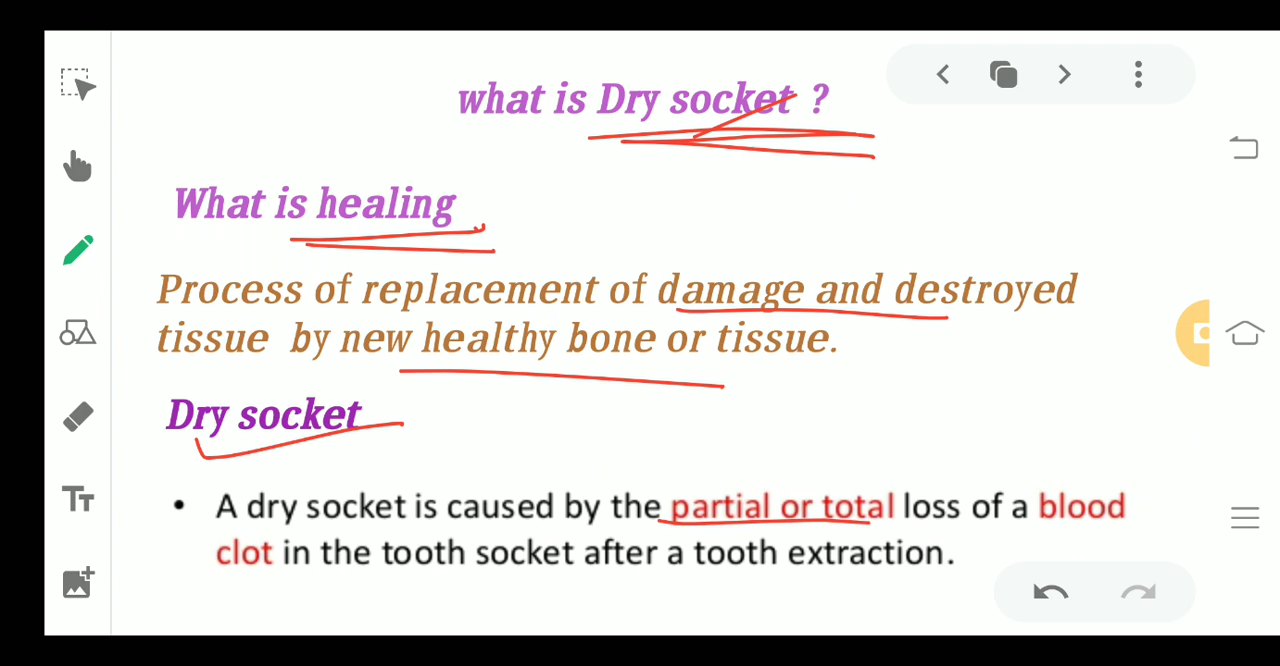 what is Dry socket ?
What is healing
Process of replacement of damage and destroyed
tissue by new healthy bone or tissue.
Dry socket
• A dry socket is caused by the partial or total loss of a blood
clot in the tooth socket after a tooth extraction.
TT